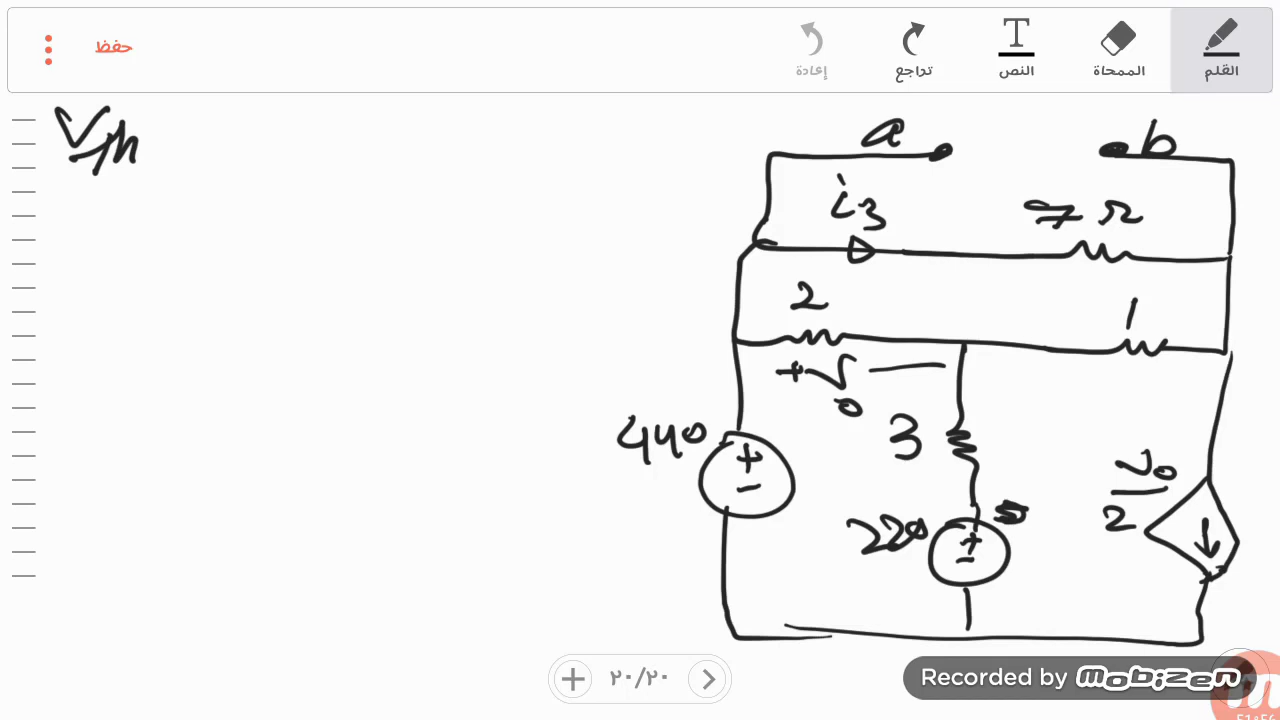 حفظ
إعادة
تراجع
النص
الممحاة
القلم
Vth
a
b
i3
7Ω
2
1
+ V0 —
440
+
-
3
220
+
-
V0
2
٢٠/٢٠
Recorded by mobizen